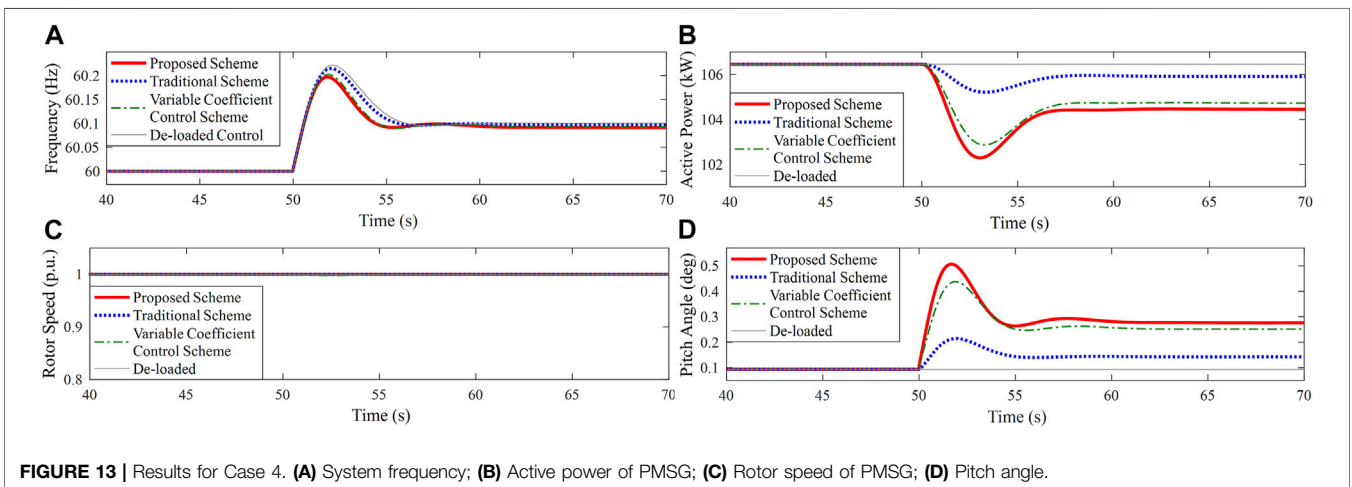 A
Frequency (Hz)
60.2
60.15
60.1
60.05
60
Proposed Scheme
Traditional Scheme
Variable Coefficient
Control Scheme
De-loaded Control
40 45 50 55 60 65 70
Time (s)
B
Active Power (kW)
106
104
102
Proposed Scheme
Traditional Scheme
Variable Coefficient
Control Scheme
De-loaded
40 45 50 55 60 65 70
Time (s)
C
Rotor Speed (p.u.)
1
0.9
0.8
Proposed Scheme
Traditional Scheme
Variable Coefficient
Control Scheme
De-loaded
40 45 50 55 60 65 70
Time (s)
D
Pitch Angle (deg)
0.5
0.4
0.3
0.2
0.1
Proposed Scheme
Traditional Scheme
Variable Coefficient
Control Scheme
De-loaded
40 45 50 55 60 65 70
Time (s)
FIGURE 13 | Results for Case 4. (A) System frequency; (B) Active power of PMSG; (C) Rotor speed of PMSG; (D) Pitch angle.